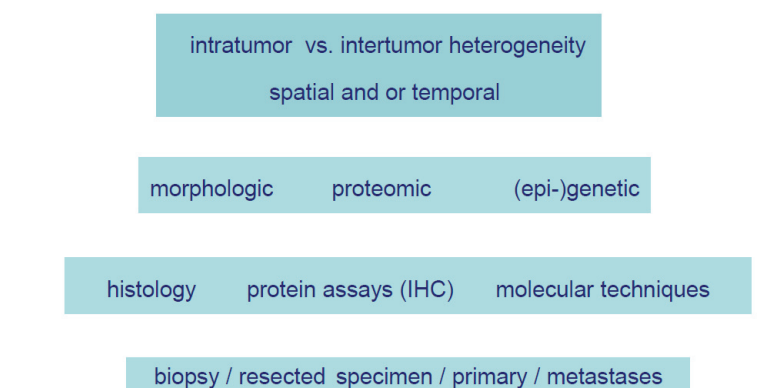 intratumor vs. intertumor heterogeneity
spatial and or temporal
morphologic proteomic (epi-)genetic
histology protein assays (IHC) molecular techniques
biopsy / resected specimen / primary / metastases